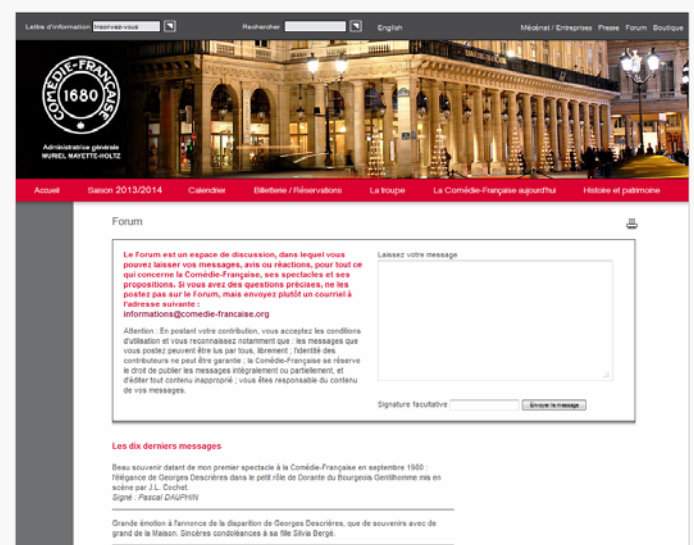 Lettre d'information Inscrivez-vous Rechercher English Mécénat / Entreprises Presse Forum Boutique
COMÉDIE-FRANÇAISE
1680
Administratrice générale
MURIEL MAYETTE-HOLTZ
Accueil Saison 2013/2014 Calendrier Billetterie / Réservations La troupe La Comédie-Française aujourd'hui Histoire et patrimoine
Forum
Le Forum est un espace de discussion, dans lequel vous
pouvez laisser vos messages, avis ou réactions, pour tout ce
qui concerne la Comédie-Française, ses spectacles et ses
propositions. Si vous avez des questions précises, ne les
postez pas sur le Forum, mais envoyez plutôt un courriel à
l'adresse suivante :
informations@comedie-francaise.org
Attention : En postant votre contribution, vous acceptez les conditions
d'utilisation et vous reconnaissez notamment que : les messages que
vous postez peuvent être lus par tous, librement ; l'identité des
contributeurs ne peut être garantie ; la Comédie-Française se réserve
le droit de publier les messages intégralement ou partiellement, et
d'éditer tout contenu inapproprié ; vous êtes responsable du contenu
de vos messages.
Laissez votre message
Signature facultative Envoyer le message
Les dix derniers messages
Beau souvenir datant de mon premier spectacle à la Comédie-Française en septembre 1980 :
l'élégance de Georges Descrières dans le petit rôle de Dorante du Bourgeois Gentilhomme mis en
scène par J.L. Cochet.
Signé : Pascal DAUPHIN
Grande émotion à l'annonce de la disparition de Georges Descrières, que de souvenirs avec de
grand de la Maison. Sincères condoléances à sa fille Silvia Bergé.